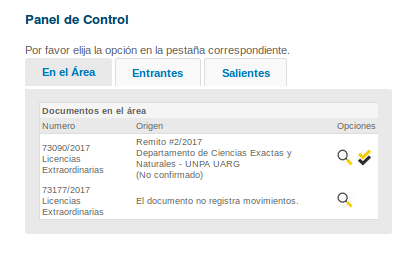 Panel de Control
Por favor elija la opción en la pestaña correspondiente.
En el Área Entrantes Salientes
Documentos en el área
Numero Origen Opciones
73090/2017
Licencias
Extraordinarias
Remito #2/2017
Departamento de Ciencias Exactas y
Naturales - UNPA UARG
(No confirmado)
73177/2017
Licencias
Extraordinarias
El documento no registra movimientos.